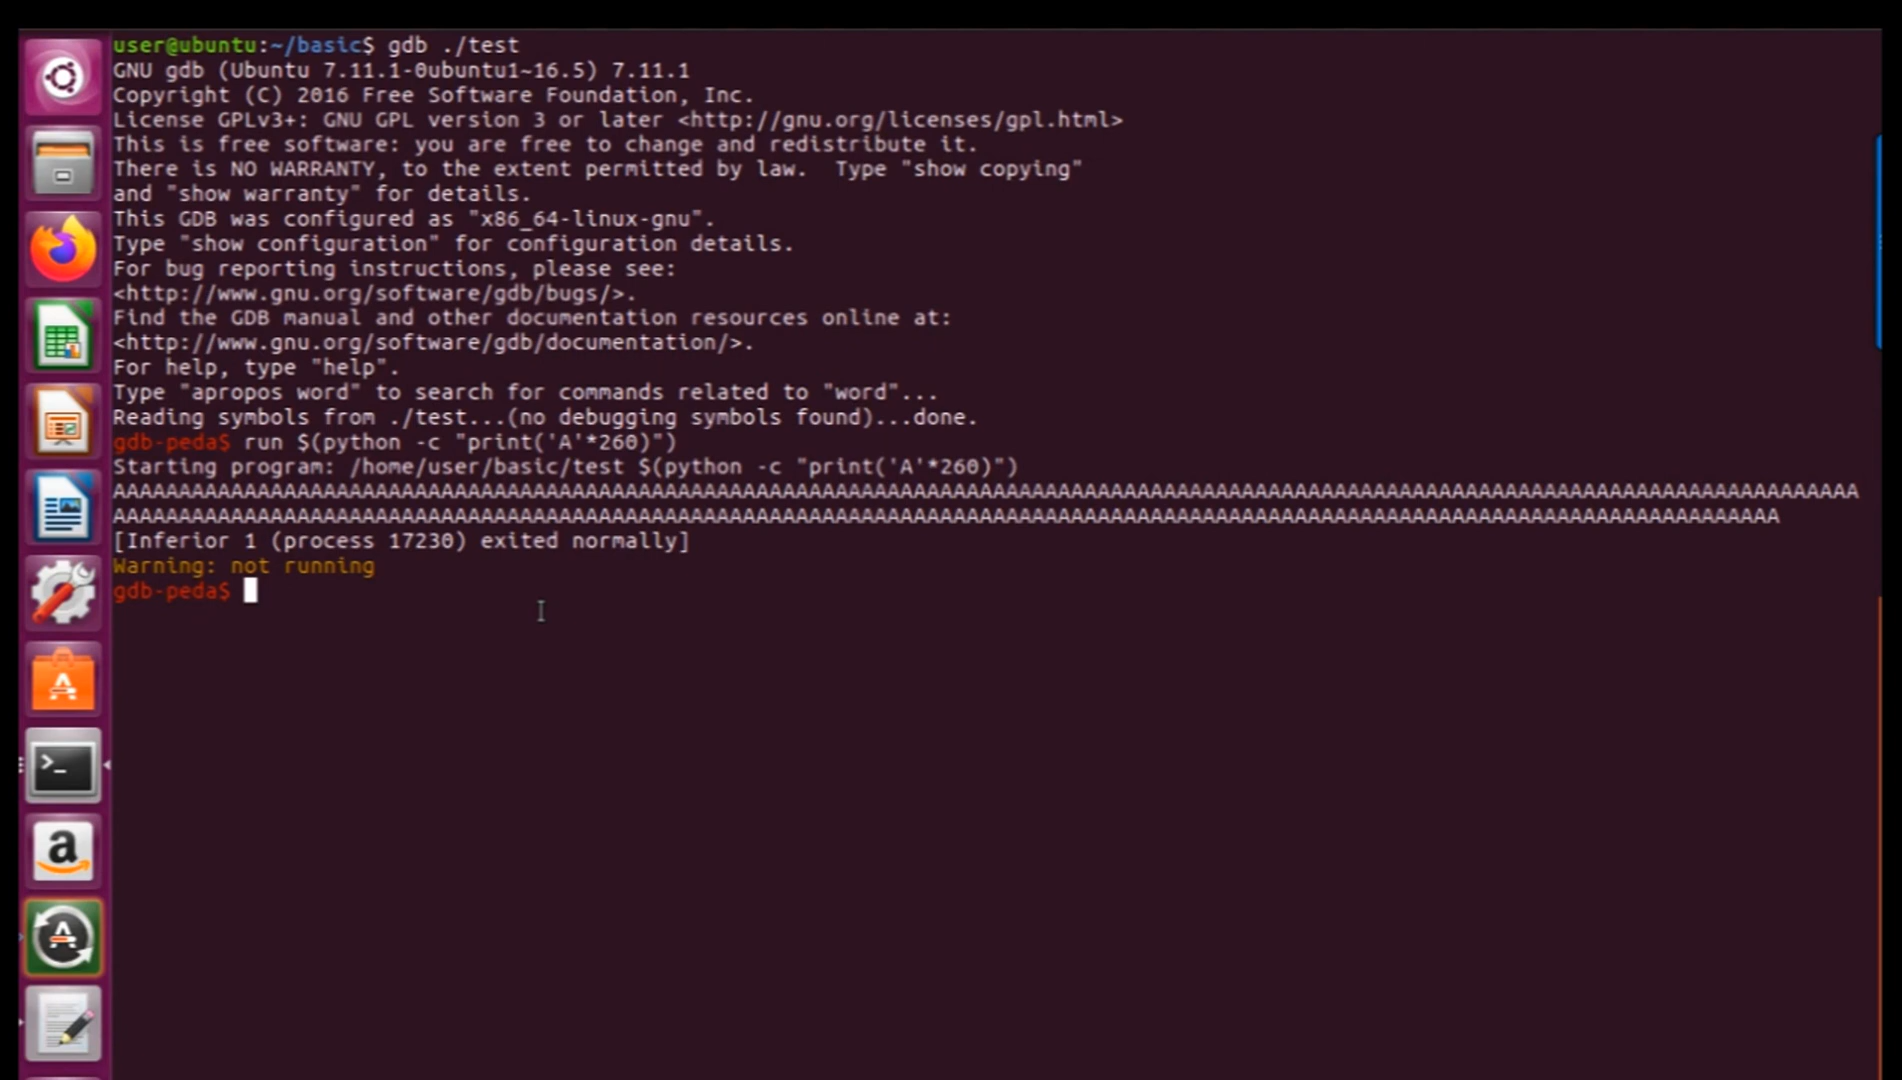 user@ubuntu:~/basic$ gdb ./test
GNU gdb (Ubuntu 7.11.1-0ubuntu1~16.5) 7.11.1
Copyright (C) 2016 Free Software Foundation, Inc.
License GPLv3+: GNU GPL version 3 or later <http://gnu.org/licenses/gpl.html>
This is free software: you are free to change and redistribute it.
There is NO WARRANTY, to the extent permitted by law.  Type "show copying"
and "show warranty" for details.
This GDB was configured as "x86_64-linux-gnu".
Type "show configuration" for configuration details.
For bug reporting instructions, please see:
<http://www.gnu.org/software/gdb/bugs/>.
Find the GDB manual and other documentation resources online at:
<http://www.gnu.org/software/gdb/documentation/>.
For help, type "help".
Type "apropos word" to search for commands related to "word"...
Reading symbols from ./test...(no debugging symbols found)...done.
gdb-peda$ run $(python -c "print('A'*260)")
Starting program: /home/user/basic/test $(python -c "print('A'*260)")
AAAAAAAAAAAAAAAAAAAAAAAAAAAAAAAAAAAAAAAAAAAAAAAAAAAAAAAAAAAAAAAAAAAAAAAAAAAAAAAAAAAAAAAAAAAAAAAAAAAAAAAAAAAAAAAAAAAAAAAAAAAAAAAAAAAAA
AAAAAAAAAAAAAAAAAAAAAAAAAAAAAAAAAAAAAAAAAAAAAAAAAAAAAAAAAAAAAAAAAAAAAAAAAAAAAAAAAAAAAAAAAAAAAAAAAAAAAAAAAAAAAAAAAAAAAAAAAAAAAAA
[Inferior 1 (process 17230) exited normally]
Warning: not running
gdb-peda$